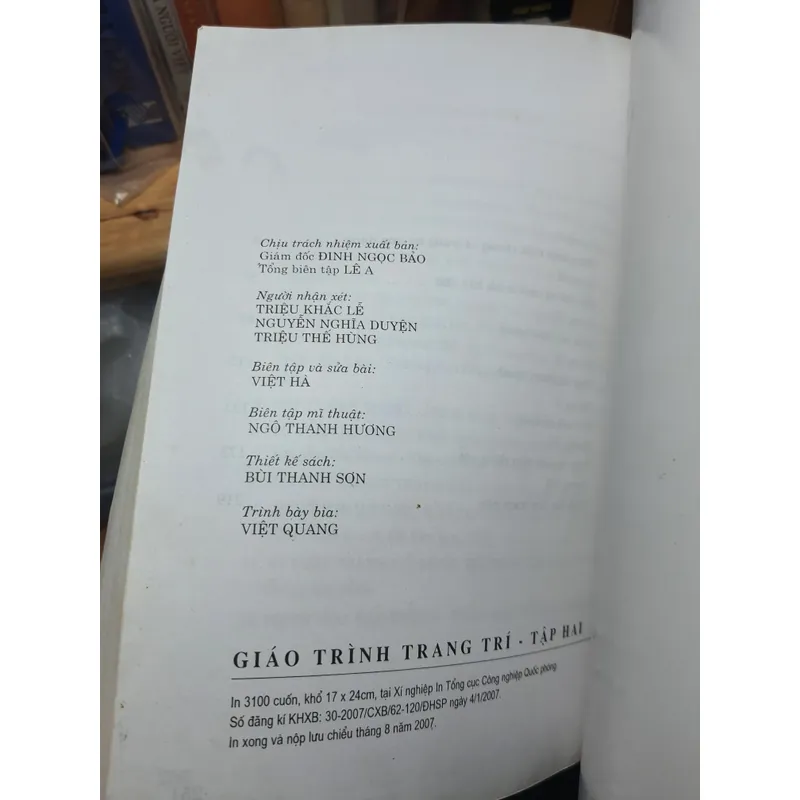 NGƯỜI VIỆT
Chịu trách nhiệm xuất bản:
Giám đốc ĐINH NGỌC BẢO
Tổng biên tập LÊ A
Người nhận xét:
TRIỆU KHẮC LỄ
NGUYỄN NGHĨA DUYỆN
TRIỆU THẾ HÙNG
Biên tập và sửa bài:
VIỆT HÀ
Biên tập mĩ thuật:
NGÔ THANH HƯƠNG
Thiết kế sách:
BÙI THANH SƠN
Trình bày bìa:
VIỆT QUANG
GIÁO TRÌNH TRANG TRÍ - TẬP HAI
In 3100 cuốn, khổ 17 x 24cm, tại Xí nghiệp In Tổng cục Công nghiệp Quốc phòng.
Số đăng kí KHXB: 30-2007/CXB/62-120/ĐHSP ngày 4/1/2007.
In xong và nộp lưu chiểu tháng 8 năm 2007.